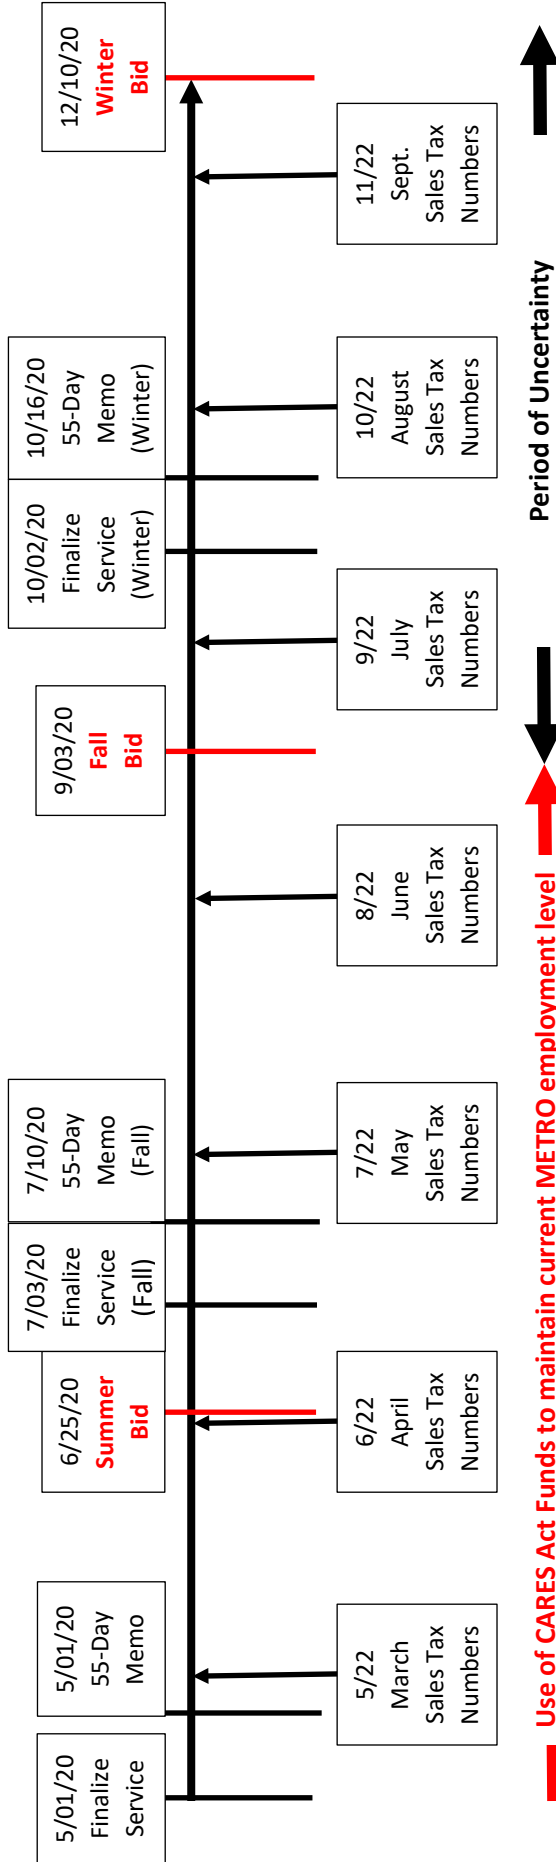 5/01/20
Finalize
Service
5/01/20
55-Day
Memo
6/25/20
Summer
Bid
7/03/20
Finalize
Service
(Fall)
7/10/20
55-Day
Memo
(Fall)
9/03/20
Fall
Bid
10/02/20
Finalize
Service
(Winter)
10/16/20
55-Day
Memo
(Winter)
12/10/20
Winter
Bid
5/22
March
Sales Tax
Numbers
6/22
April
Sales Tax
Numbers
7/22
May
Sales Tax
Numbers
8/22
June
Sales Tax
Numbers
9/22
July
Sales Tax
Numbers
10/22
August
Sales Tax
Numbers
11/22
Sept.
Sales Tax
Numbers
Use of CARES Act Funds to maintain current METRO employment level
Period of Uncertainty